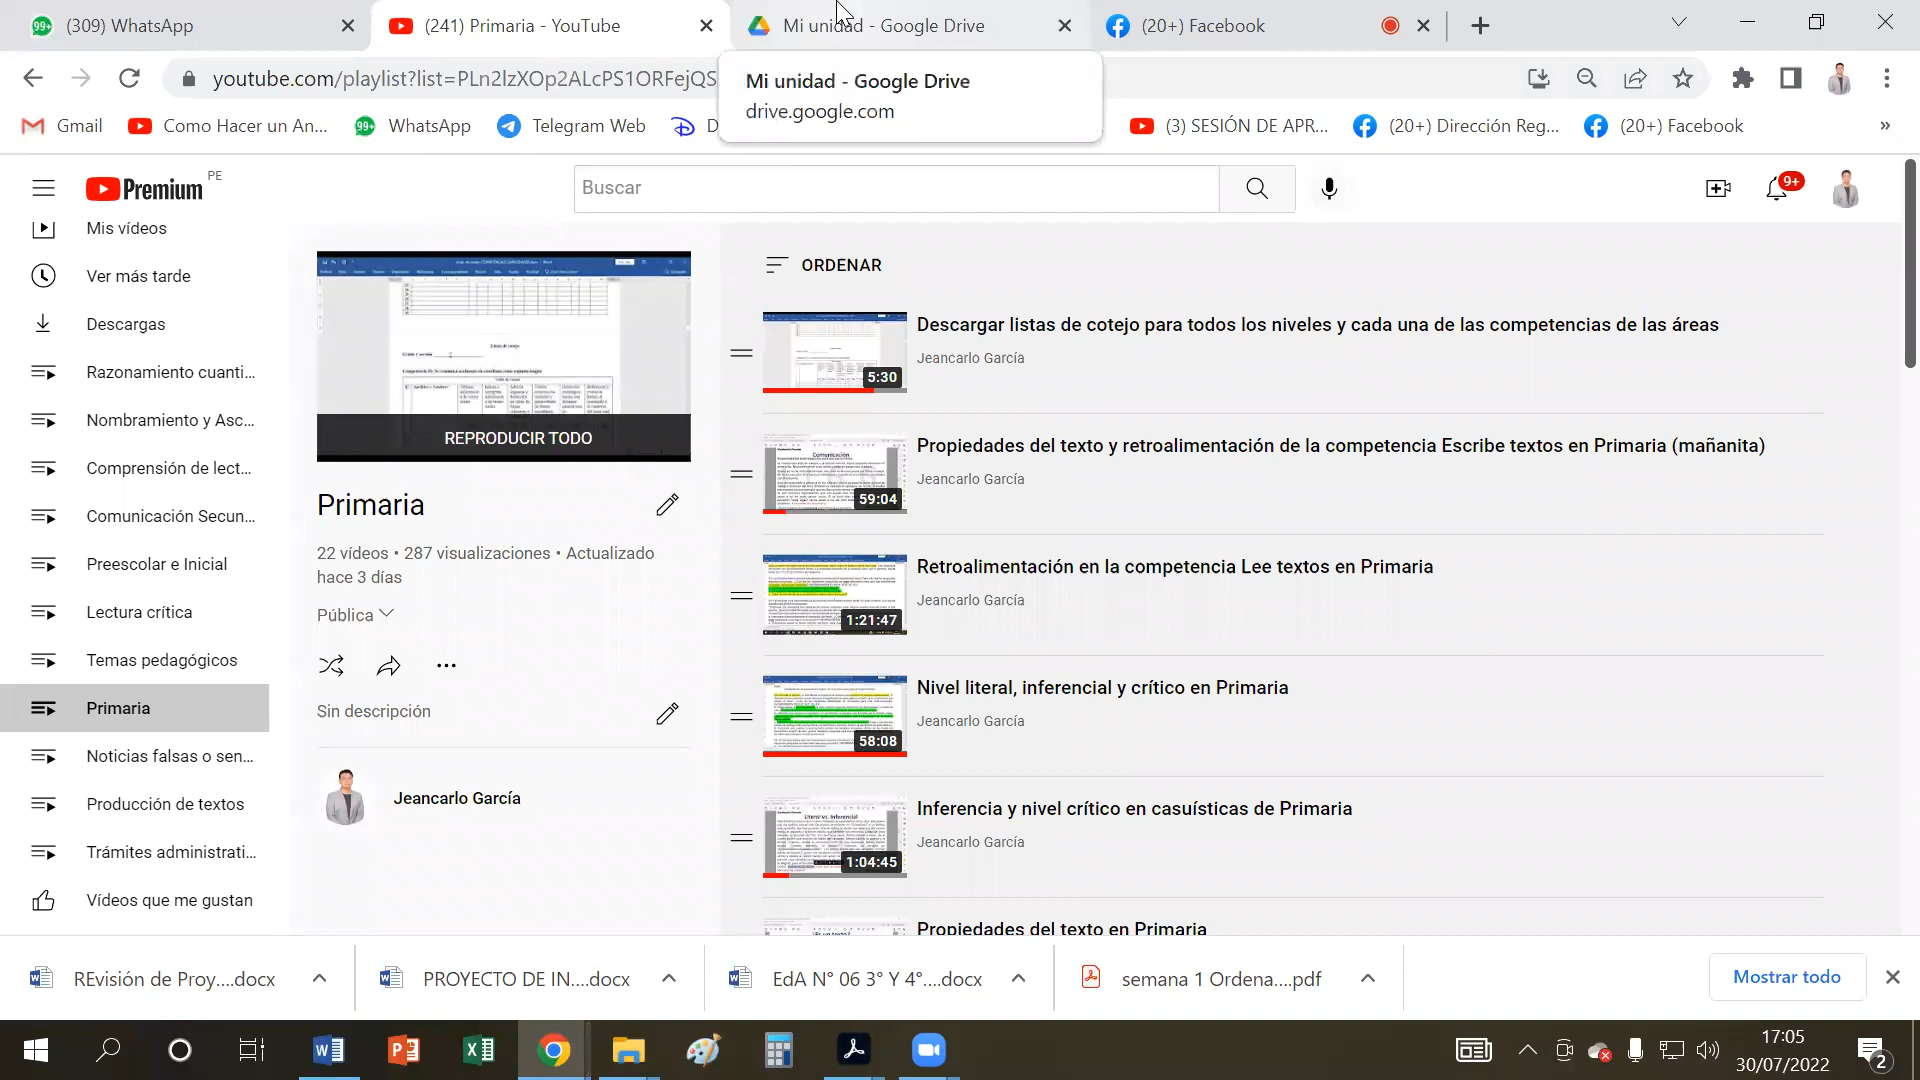 (309) WhatsApp
(241) Primaria - YouTube
Mi unidad - Google Drive
(20+) Facebook
youtube.com/playlist?list=PLn2lzXOp2ALcPS1ORFejQS
Mi unidad - Google Drive
drive.google.com
Gmail
Como Hacer un An...
WhatsApp
Telegram Web
D
(3) SESIÓN DE APR...
(20+) Dirección Reg...
(20+) Facebook
»
Premium PE
Buscar
9+
Mis vídeos
Ver más tarde
Descargas
Razonamiento cuanti...
Nombramiento y Asc...
Comprensión de lect...
Comunicación Secun...
Preescolar e Inicial
Lectura crítica
Temas pedagógicos
Primaria
Noticias falsas o sen...
Producción de textos
Trámites administrati...
Vídeos que me gustan
REPRODUCIR TODO
Primaria
22 vídeos • 287 visualizaciones • Actualizado
hace 3 días
Pública
Sin descripción
Jeancarlo García
ORDENAR
Descargar listas de cotejo para todos los niveles y cada una de las competencias de las áreas
Jeancarlo García
5:30
Propiedades del texto y retroalimentación de la competencia Escribe textos en Primaria (mañanita)
Jeancarlo García
59:04
Retroalimentación en la competencia Lee textos en Primaria
Jeancarlo García
1:21:47
Nivel literal, inferencial y crítico en Primaria
Jeancarlo García
58:08
Inferencia y nivel crítico en casuísticas de Primaria
Jeancarlo García
1:04:45
Propiedades del texto en Primaria
REvisión de Proy....docx
PROYECTO DE IN....docx
EdA N° 06 3° Y 4°....docx
semana 1 Ordena....pdf
Mostrar todo
17:05
30/07/2022
2